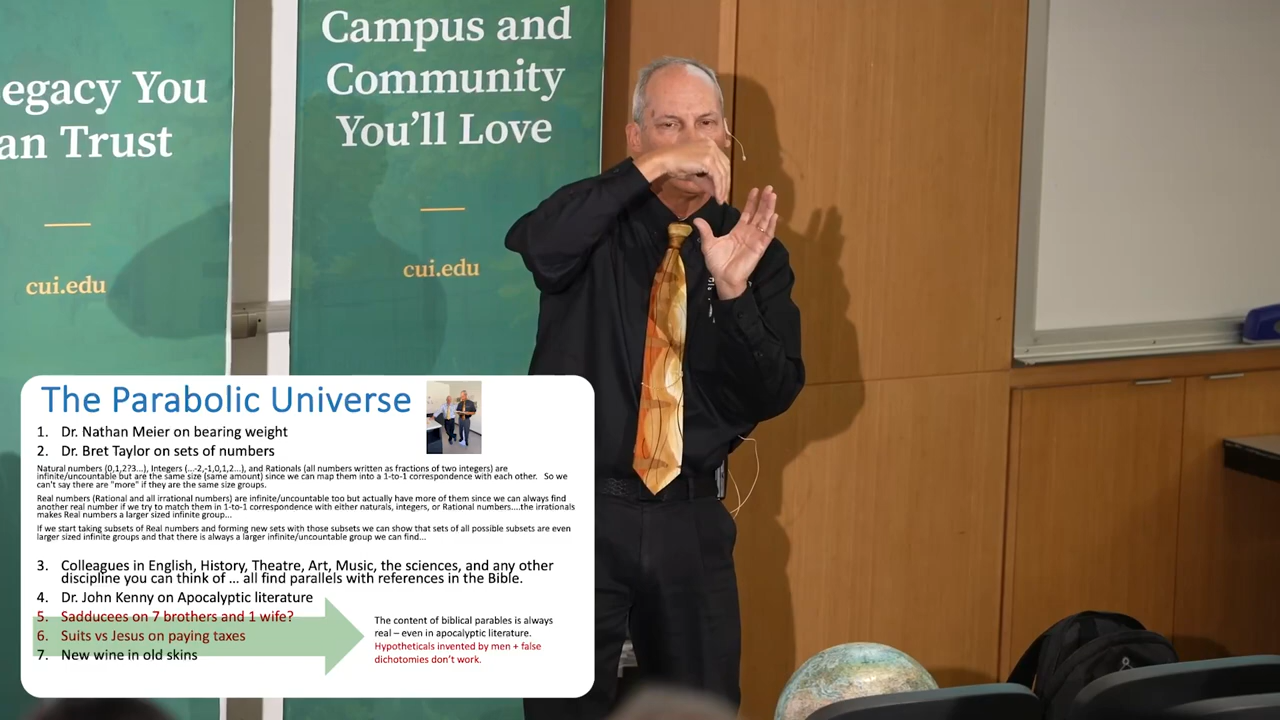 egacy You
an Trust
cui.edu
Campus and
Community
You'll Love
cui.edu
The Parabolic Universe
1. Dr. Nathan Meier on bearing weight
2. Dr. Bret Taylor on sets of numbers
Natural numbers (0,1,2?3...), Integers (...-2,-1,0,1,2...), and Rationals (all numbers written as fractions of two integers) are
infinite/uncountable but are the same size (same amount) since we can map them into a 1-to-1 correspondence with each other. So we
can't say there are "more" if they are the same size groups.
Real numbers (Rational and all irrational numbers) are infinite/uncountable too but actually have more of them since we can always find
another real number if we try to match them in 1-to-1 correspondence with either naturals, integers, or Rational numbers....the irrationals
makes Real numbers a larger sized infinite group...
If we start taking subsets of Real numbers and forming new sets with those subsets we can show that sets of all possible subsets are even
larger sized infinite groups and that there is always a larger infinite/uncountable group we can find...
3. Colleagues in English, History, Theatre, Art, Music, the sciences, and any other
discipline you can think of ... all find parallels with references in the Bible.
4. Dr. John Kenny on Apocalyptic literature
5. Sadducees on 7 brothers and 1 wife?
6. Suits vs Jesus on paying taxes
7. New wine in old skins
The content of biblical parables is always
real – even in apocalyptic literature.
Hypotheticals invented by men + false
dichotomies don't work.